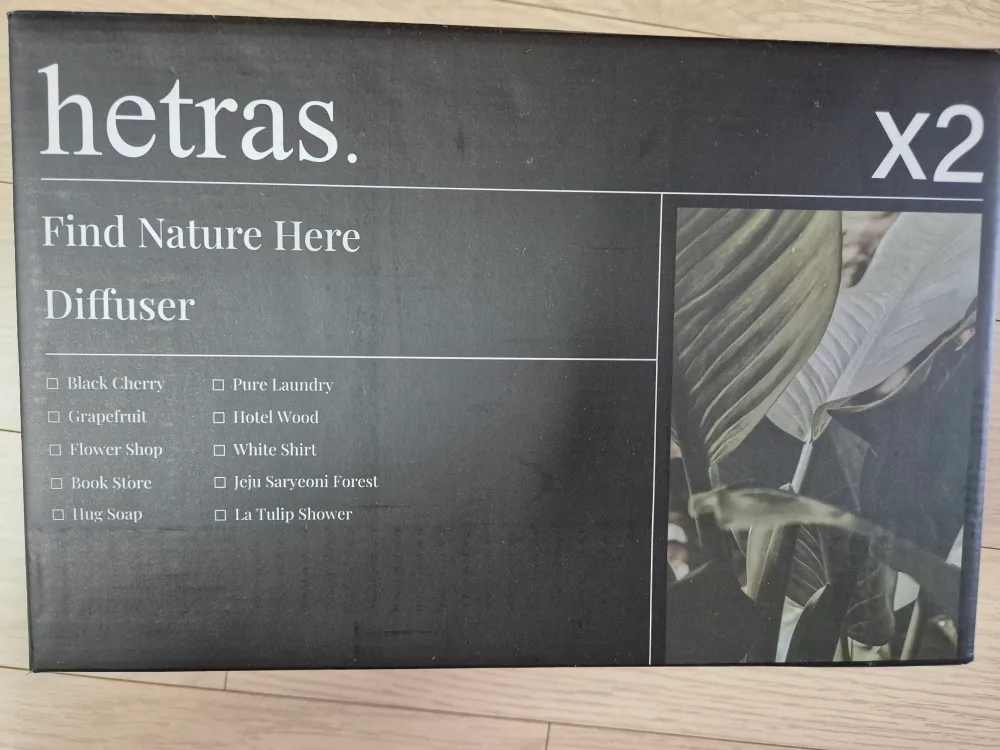 hetras.
x2
Find Nature Here
Diffuser
☐ Black Cherry
☐ Grapefruit
☐ Flower Shop
☐ Book Store
☐ Hug Soap
☐ Pure Laundry
☐ Hotel Wood
☐ White Shirt
☐ Jeju Saryeoni Forest
☐ La Tulip Shower